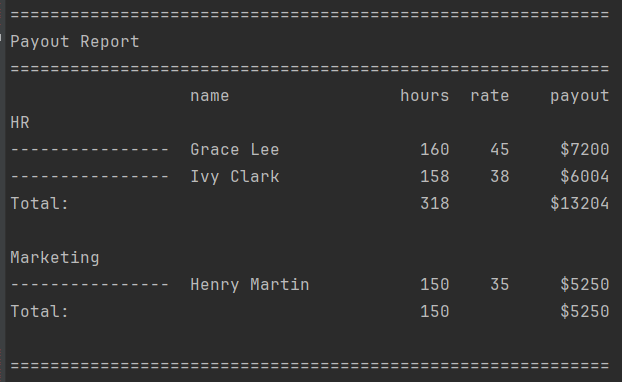 ============================================================
Payout Report
============================================================
                  name                 hours  rate    payout
HR
----------------  Grace Lee              160    45     $7200
----------------  Ivy Clark              158    38     $6004
Total:                                   318          $13204

Marketing
----------------  Henry Martin           150    35     $5250
Total:                                   150           $5250

============================================================